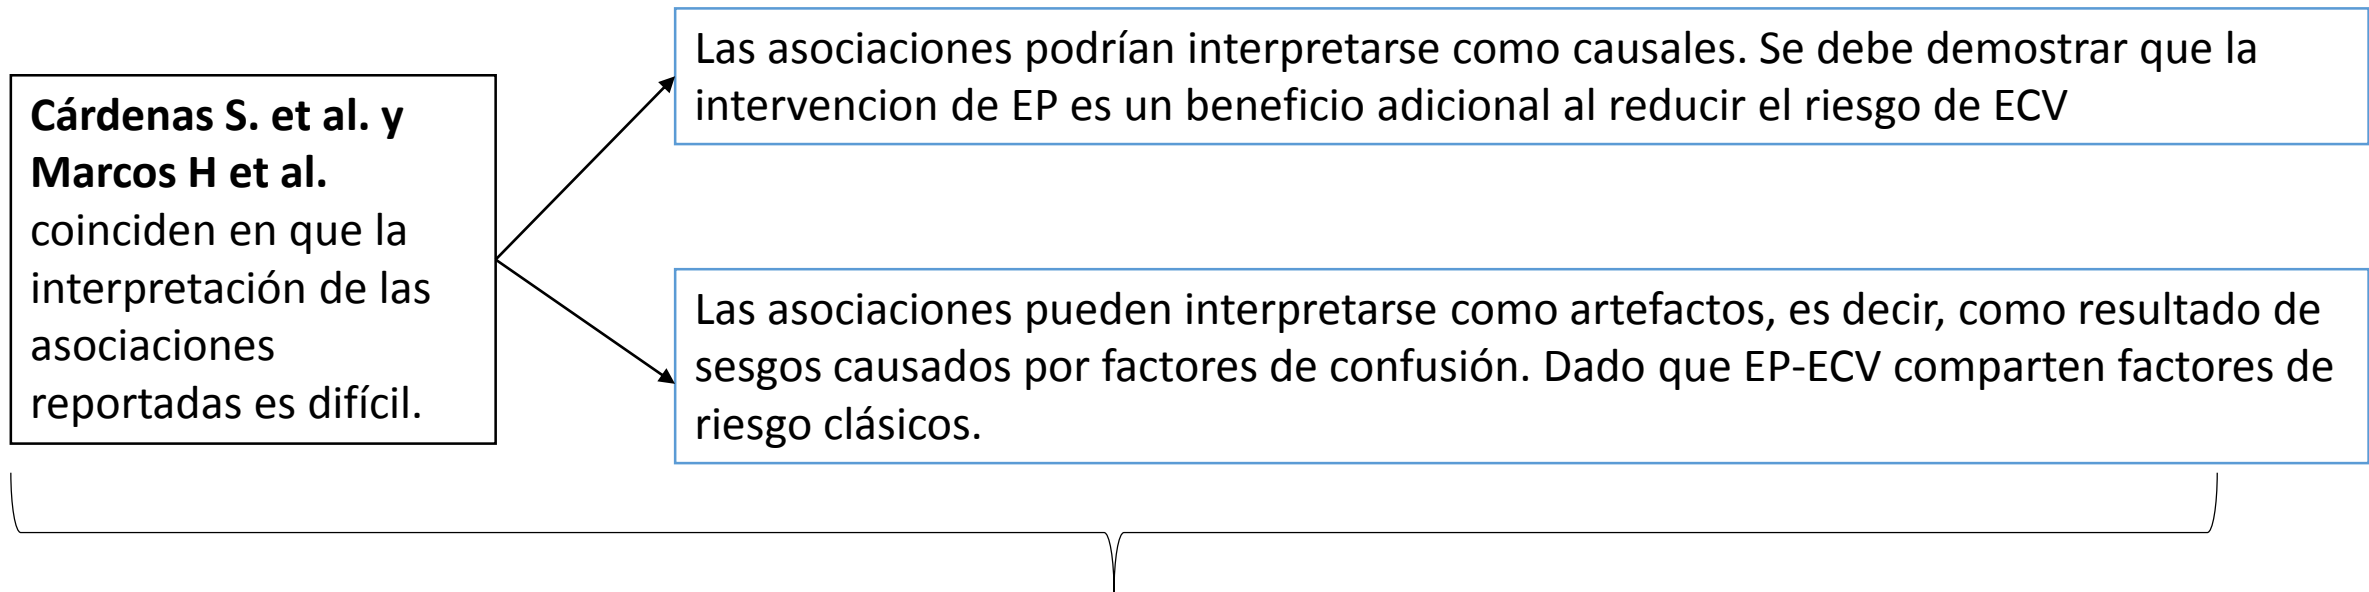 Cárdenas S. et al. y
Marcos H et al.
coinciden en que la
interpretación de las
asociaciones
reportadas es difícil.
Las asociaciones podrían interpretarse como causales. Se debe demostrar que la
intervencion de EP es un beneficio adicional al reducir el riesgo de ECV
Las asociaciones pueden interpretarse como artefactos, es decir, como resultado de
sesgos causados por factores de confusión. Dado que EP-ECV comparten factores de
riesgo clásicos.